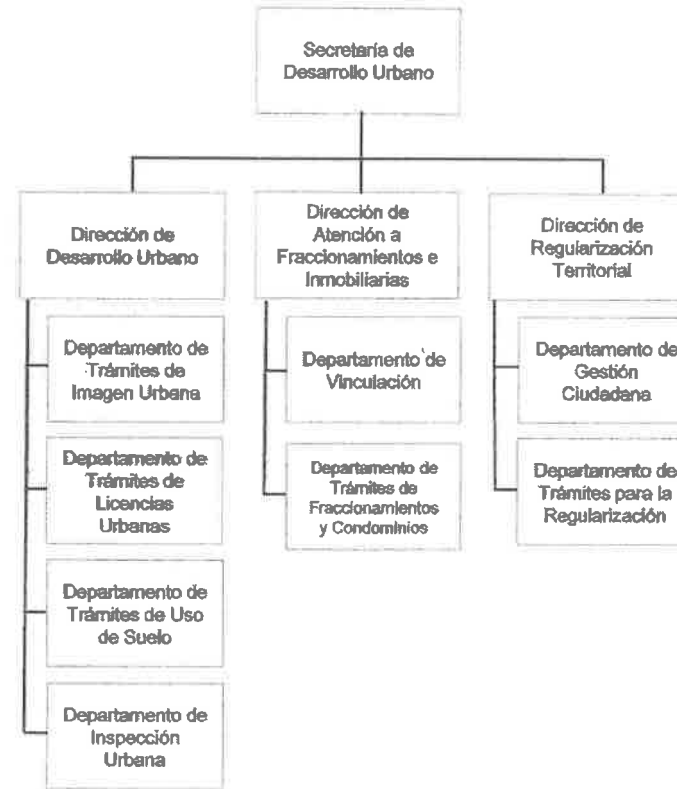 Secretaría de
Desarrollo Urbano
Dirección de
Desarrollo Urbano
Departamento de
Trámites de
Imagen Urbana
Departamento de
Trámites de
Licencias
Urbanas
Departamento de
Trámites de Uso
de Suelo
Departamento de
Inspección
Urbana
Dirección de
Atención a
Fraccionamientos e
Inmobiliarias
Departamento de
Vinculación
Departamento de
Trámites de
Fraccionamientos
y Condominios
Dirección de
Regularización
Territorial
Departamento de
Gestión
Ciudadana
Departamento de
Trámites para la
Regularización